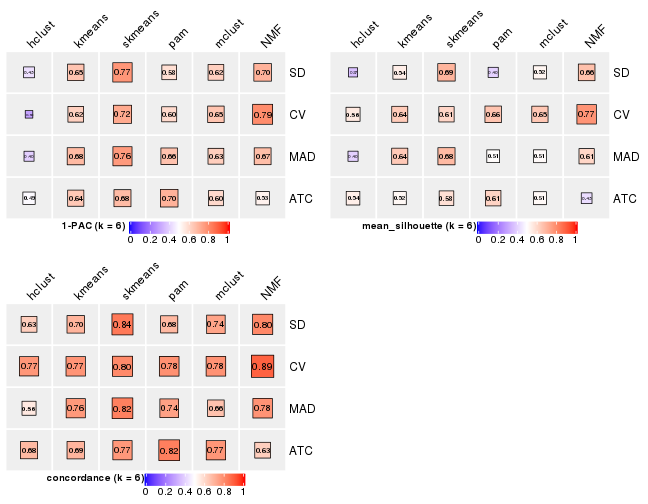 hclust kmeans skmeans pam mclust NMF
0.65 0.77 0.58 0.62 0.70 SD
0.62 0.72 0.60 0.65 0.79 CV
0.68 0.76 0.66 0.63 0.67 MAD
0.49 0.64 0.68 0.70 0.60 0.53 ATC
1-PAC (k = 6)
0 0.2 0.4 0.6 0.8 1
hclust kmeans skmeans pam mclust NMF
0.54 0.69 0.52 0.66 SD
0.56 0.64 0.61 0.66 0.65 0.77 CV
0.64 0.68 0.51 0.51 0.61 MAD
0.54 0.52 0.58 0.61 0.51 ATC
mean_silhouette (k = 6)
0 0.2 0.4 0.6 0.8 1
hclust kmeans skmeans pam mclust NMF
0.63 0.70 0.84 0.68 0.74 0.80 SD
0.77 0.77 0.80 0.78 0.78 0.89 CV
0.56 0.76 0.82 0.74 0.66 0.78 MAD
0.68 0.69 0.77 0.82 0.77 0.63 ATC
concordance (k = 6)
0 0.2 0.4 0.6 0.8 1